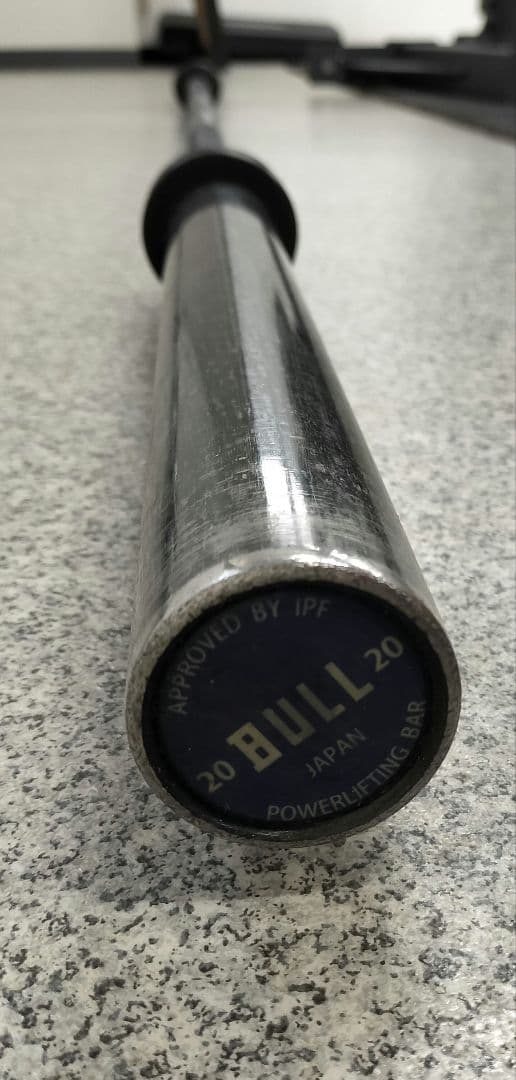 APPROVED BY IPF
20 BULL 20
JAPAN
POWERLIFTING BAR